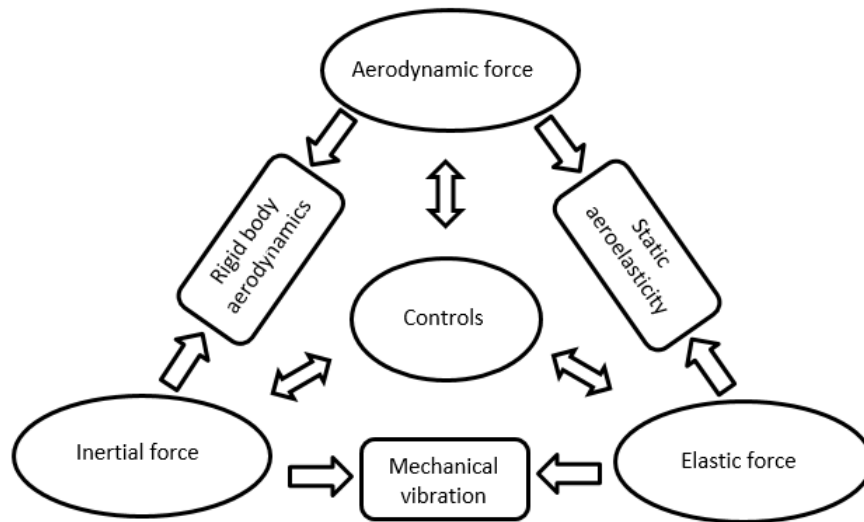 Aerodynamic force
Rigid body
aerodynamics
Static
aeroelasticity
Controls
Inertial force
Mechanical
vibration
Elastic force